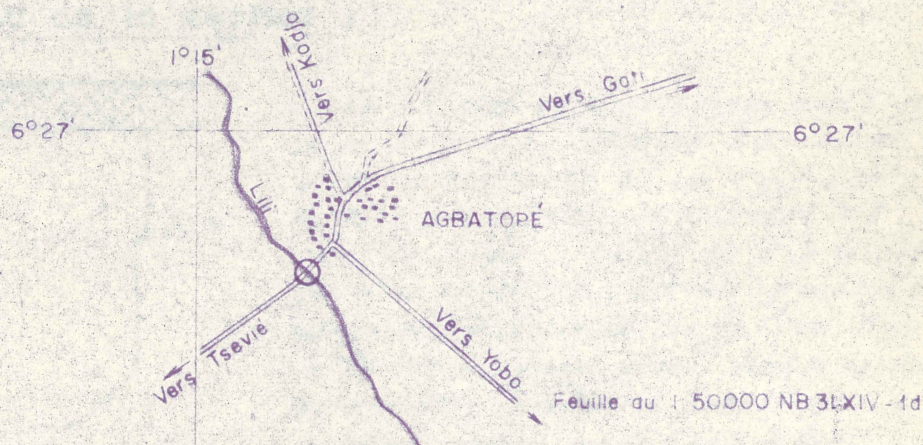 1° 15'
6° 27'
Vers Kodjo
Vers Gati
6° 27'
Lili
AGBATOPÉ
Vers Tsevié
Vers Yobo
Feuille au 1 50000 NB 31.XIV - 1d